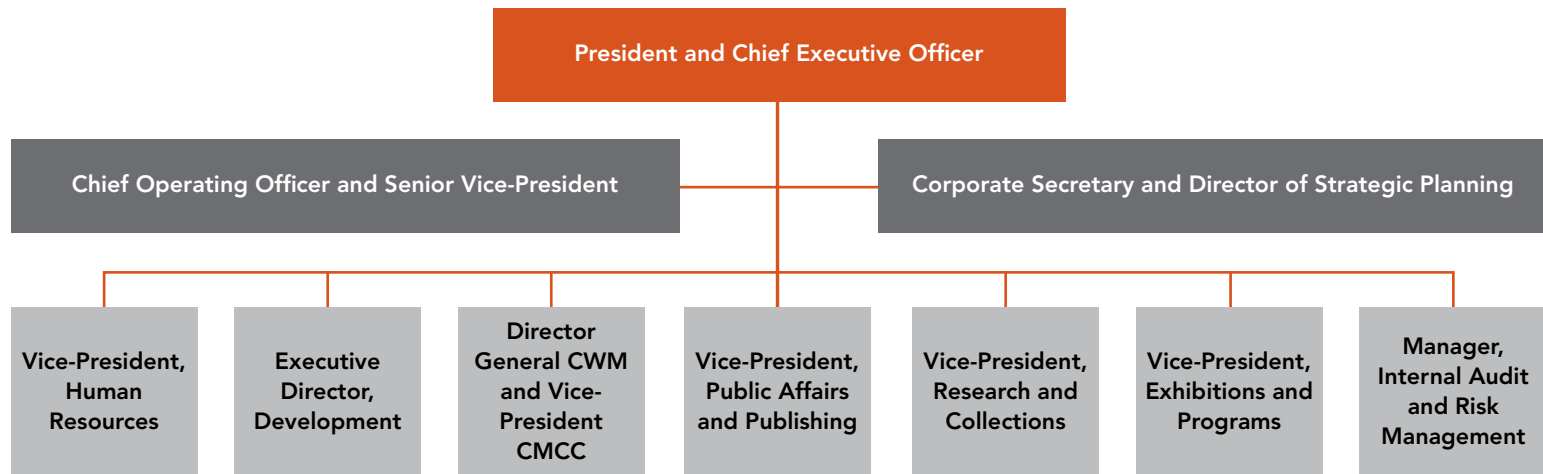 President and Chief Executive Officer
Chief Operating Officer and Senior Vice-President
Corporate Secretary and Director of Strategic Planning
Vice-President,
Human
Resources
Executive
Director,
Development
Director
General CWM
and Vice-
President
CMCC
Vice-President,
Public Affairs
and Publishing
Vice-President,
Research and
Collections
Vice-President,
Exhibitions and
Programs
Manager,
Internal Audit
and Risk
Management